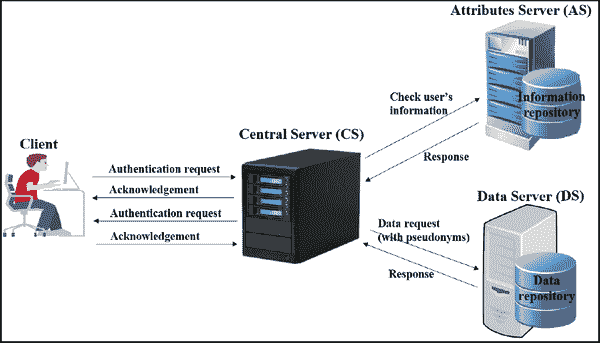 Attributes Server (AS)
Information
repository
Check user's
information
Response
Central Server (CS)
Client
Authentication request
Acknowledgement
Authentication request
Acknowledgement
Data Server (DS)
Data request
(with pseudonyms)
Response
Data
repository